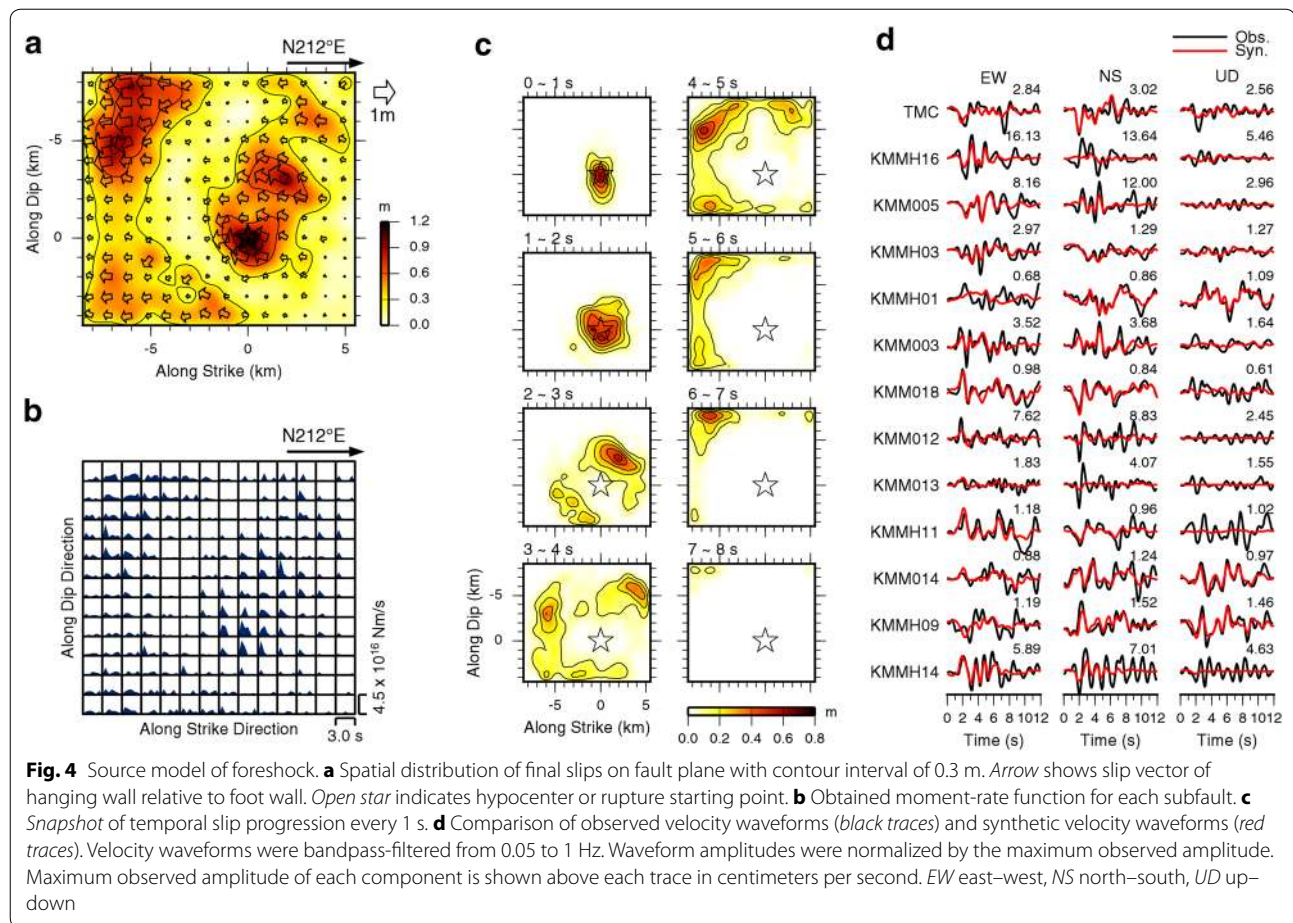 a
N212°E
1m
-5
0
Along Dip (km)
-5
0
5
Along Strike (km)
m
1.2
0.9
0.6
0.3
0.0
b
N212°E
Along Dip Direction
Along Strike Direction
3.0 s
4.5 x 10¹⁶ Nm/s
c
0 ~ 1 s
4 ~ 5 s
1 ~ 2 s
5 ~ 6 s
2 ~ 3 s
6 ~ 7 s
3 ~ 4 s
7 ~ 8 s
Along Dip (km)
-5
0
-5
0
5
Along Strike (km)
m
0.0 0.2 0.4 0.6 0.8
d
Obs.
Syn.
EW NS UD
TMC 2.84 3.02 2.56
KMMH16 16.13 13.64 5.46
KMM005 8.16 12.00 2.96
KMMH03 2.97 1.29 1.27
KMMH01 0.68 0.86 1.09
KMM003 3.52 3.68 1.64
KMM018 0.98 0.84 0.61
KMM012 7.62 8.83 2.45
KMM013 1.83 4.07 1.55
KMMH11 1.18 0.96 1.02
KMM014 0.88 1.24 0.97
KMMH09 1.19 1.52 1.46
KMMH14 5.89 7.01 4.63
0 2 4 6 8 1012 0 2 4 6 8 1012 0 2 4 6 8 1012
Time (s) Time (s) Time (s)
Fig. 4 Source model of foreshock. a Spatial distribution of final slips on fault plane with contour interval of 0.3 m. Arrow shows slip vector of
hanging wall relative to foot wall. Open star indicates hypocenter or rupture starting point. b Obtained moment-rate function for each subfault. c
Snapshot of temporal slip progression every 1 s. d Comparison of observed velocity waveforms (black traces) and synthetic velocity waveforms (red
traces). Velocity waveforms were bandpass-filtered from 0.05 to 1 Hz. Waveform amplitudes were normalized by the maximum observed amplitude.
Maximum observed amplitude of each component is shown above each trace in centimeters per second. EW east–west, NS north–south, UD up–
down